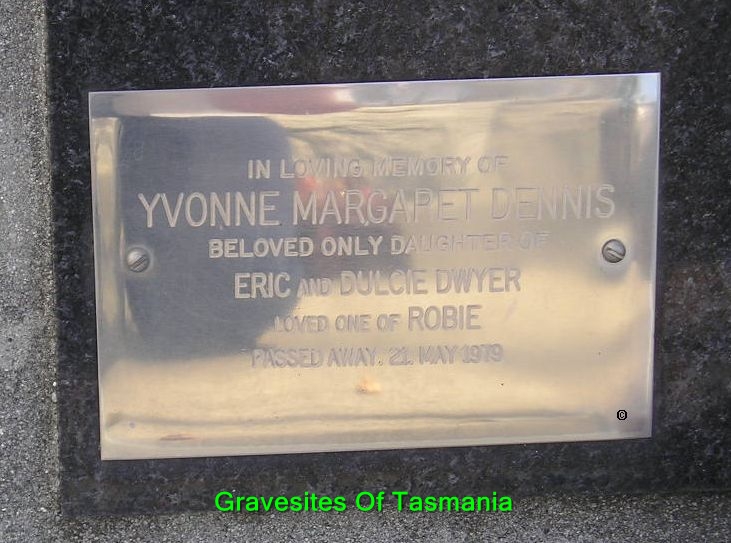 IN LOVING MEMORY OF
YVONNE MARGARET DENNIS
BELOVED ONLY DAUGHTER OF
ERIC AND DULCIE DWYER
LOVED ONE OF ROBIE
PASSED AWAY. 21. MAY 1979
©
Gravesites Of Tasmania